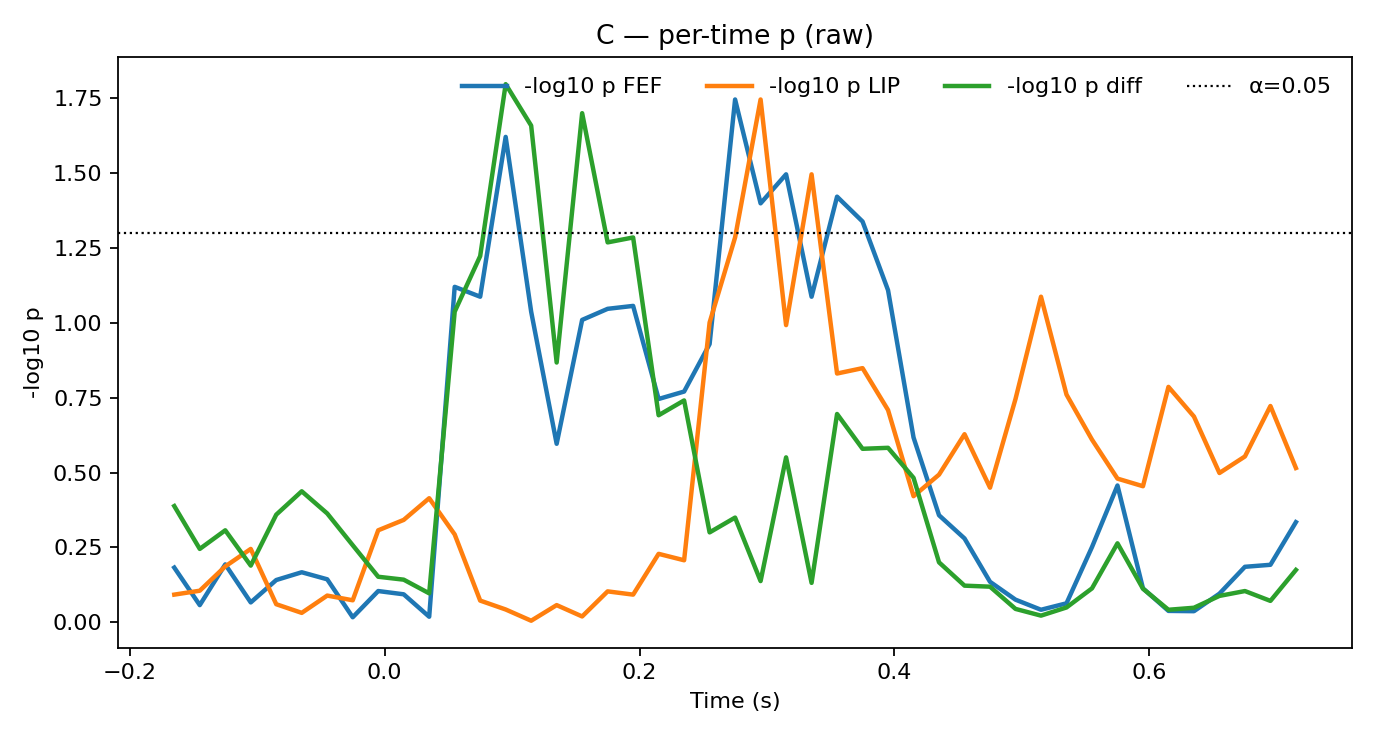 C — per-time p (raw)
-log10 p FEF -log10 p LIP -log10 p diff α=0.05
1.75
1.50
1.25
1.00
0.75
0.50
0.25
0.00
-log10 p
−0.2 0.0 0.2 0.4 0.6
Time (s)